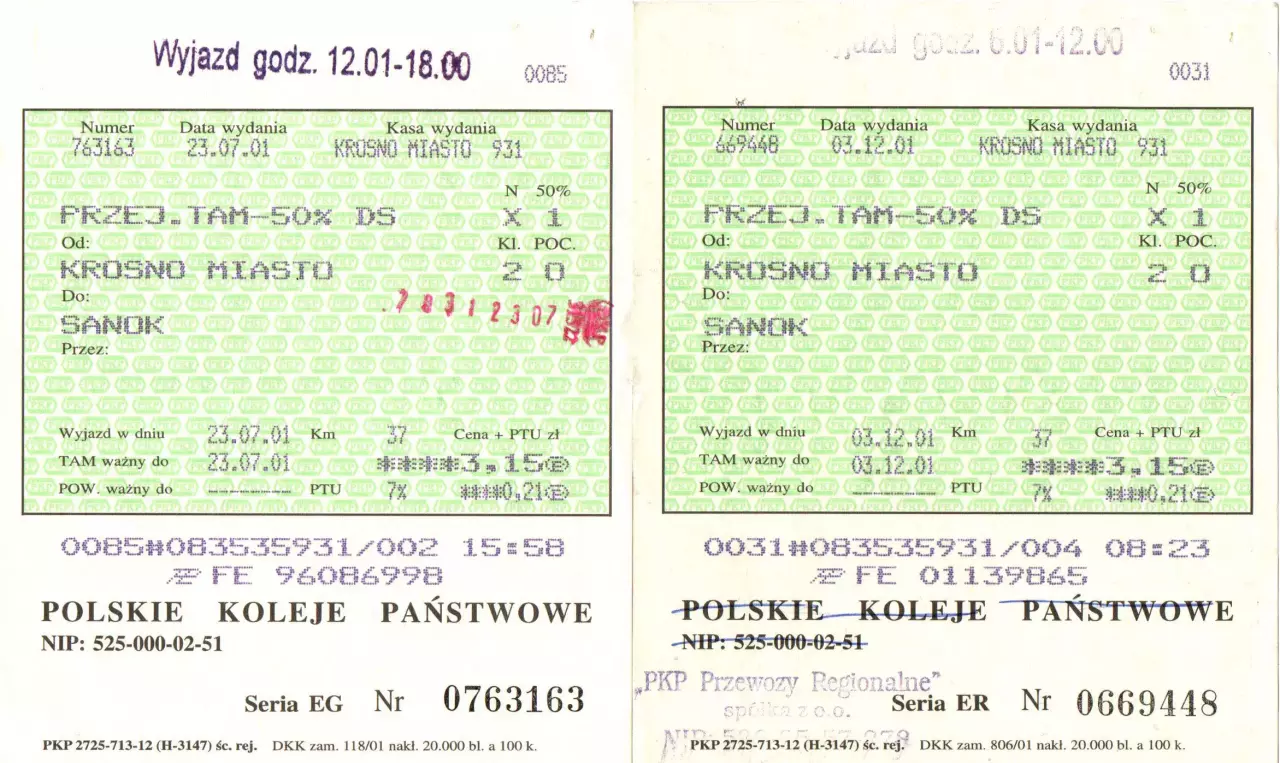 Wyjazd godz. 12.01-18.00
0085
Numer Data wydania Kasa wydania
763163 23.07.01 KROSNO MIASTO 931
N 50%
PRZEJ.TAM-50% DS X 1
Od: Kl. POC.
KROSNO MIASTO 2 0
Do:
SANOK
Przez:
Wyjazd w dniu 23.07.01 Km 37 Cena + PTU zł
TAM ważny do 23.07.01 ****3,15
POW. ważny do -------- PTU 7% ***0,21
0085#083535931/002 15:58
FE 96086998
POLSKIE KOLEJE PAŃSTWOWE
NIP: 525-000-02-51
Seria EG Nr 0763163
PKP 2725-713-12 (H-3147) śc. rej. DKK zam. 118/01 nakł. 20.000 bl. a 100 k.
godz. 6.01-12.00
0031
Numer Data wydania Kasa wydania
669448 03.12.01 KROSNO MIASTO 931
N 50%
PRZEJ.TAM-50% DS X 1
Od: Kl. POC.
KROSNO MIASTO 2 0
Do:
SANOK
Przez:
Wyjazd w dniu 03.12.01 Km 37 Cena + PTU zł
TAM ważny do 03.12.01 ****3,15
POW. ważny do -------- PTU 7% ***0,21
0031#083535931/004 08:23
FE 01139865
POLSKIE KOLEJE PAŃSTWOWE
NIP: 525-000-02-51
„PKP Przewozy Regionalne"
spółka z o.o.
Seria ER Nr 0669448
PKP 2725-713-12 (H-3147) śc. rej. DKK zam. 806/01 nakł. 20.000 bl. a 100 k.